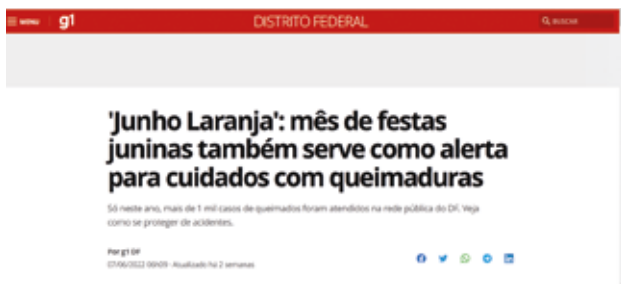 MENU g1 DISTRITO FEDERAL BUSCAR
'Junho Laranja': mês de festas
juninas também serve como alerta
para cuidados com queimaduras
Só neste ano, mais de 1 mil casos de queimados foram atendidos na rede pública do DF. Veja
como se proteger de acidentes.
Por g1 DF
07/06/2022 06h09 · Atualizado há 2 semanas